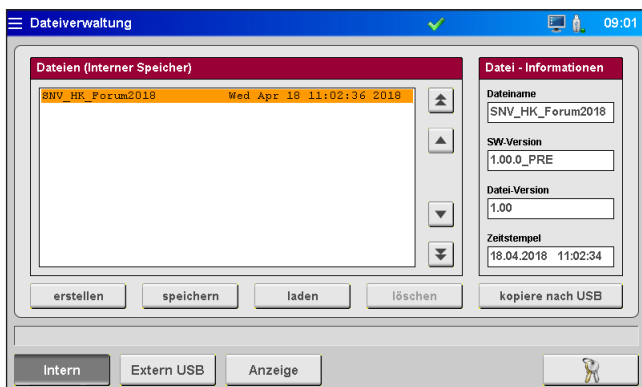 Dateiverwaltung
09:01
Dateien (Interner Speicher)
SNV_HK_Forum2018 Wed Apr 18 11:02:36 2018
Datei - Informationen
Dateiname
SNV_HK_Forum2018
SW-Version
1.00.0_PRE
Datei-Version
1.00
Zeitstempel
18.04.2018 11:02:34
erstellen
speichern
laden
löschen
kopiere nach USB
Intern
Extern USB
Anzeige